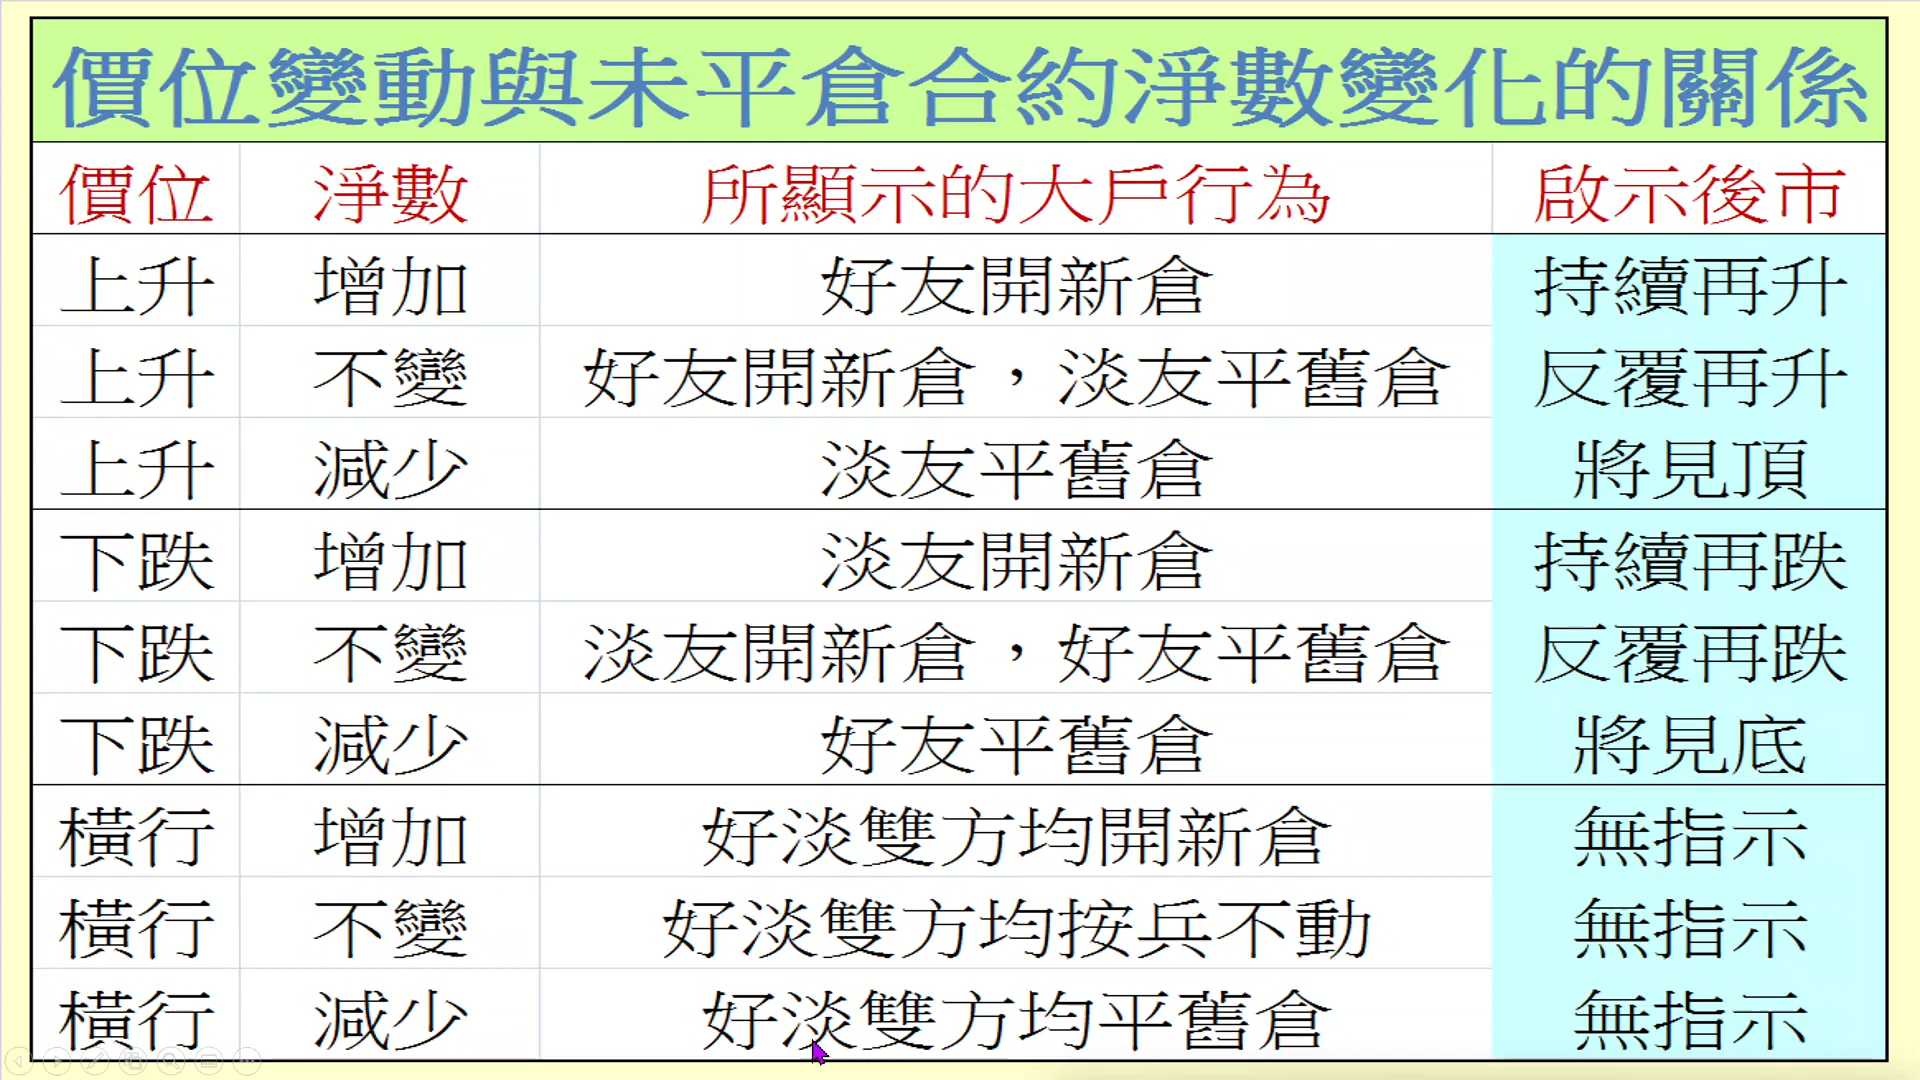 價位變動與未平倉合約淨數變化的關係
價位 淨數 所顯示的大戶行為 啟示後市
上升 增加 好友開新倉 持續再升
上升 不變 好友開新倉，淡友平舊倉 反覆再升
上升 減少 淡友平舊倉 將見頂
下跌 增加 淡友開新倉 持續再跌
下跌 不變 淡友開新倉，好友平舊倉 反覆再跌
下跌 減少 好友平舊倉 將見底
橫行 增加 好淡雙方均開新倉 無指示
橫行 不變 好淡雙方均按兵不動 無指示
橫行 減少 好淡雙方均平舊倉 無指示